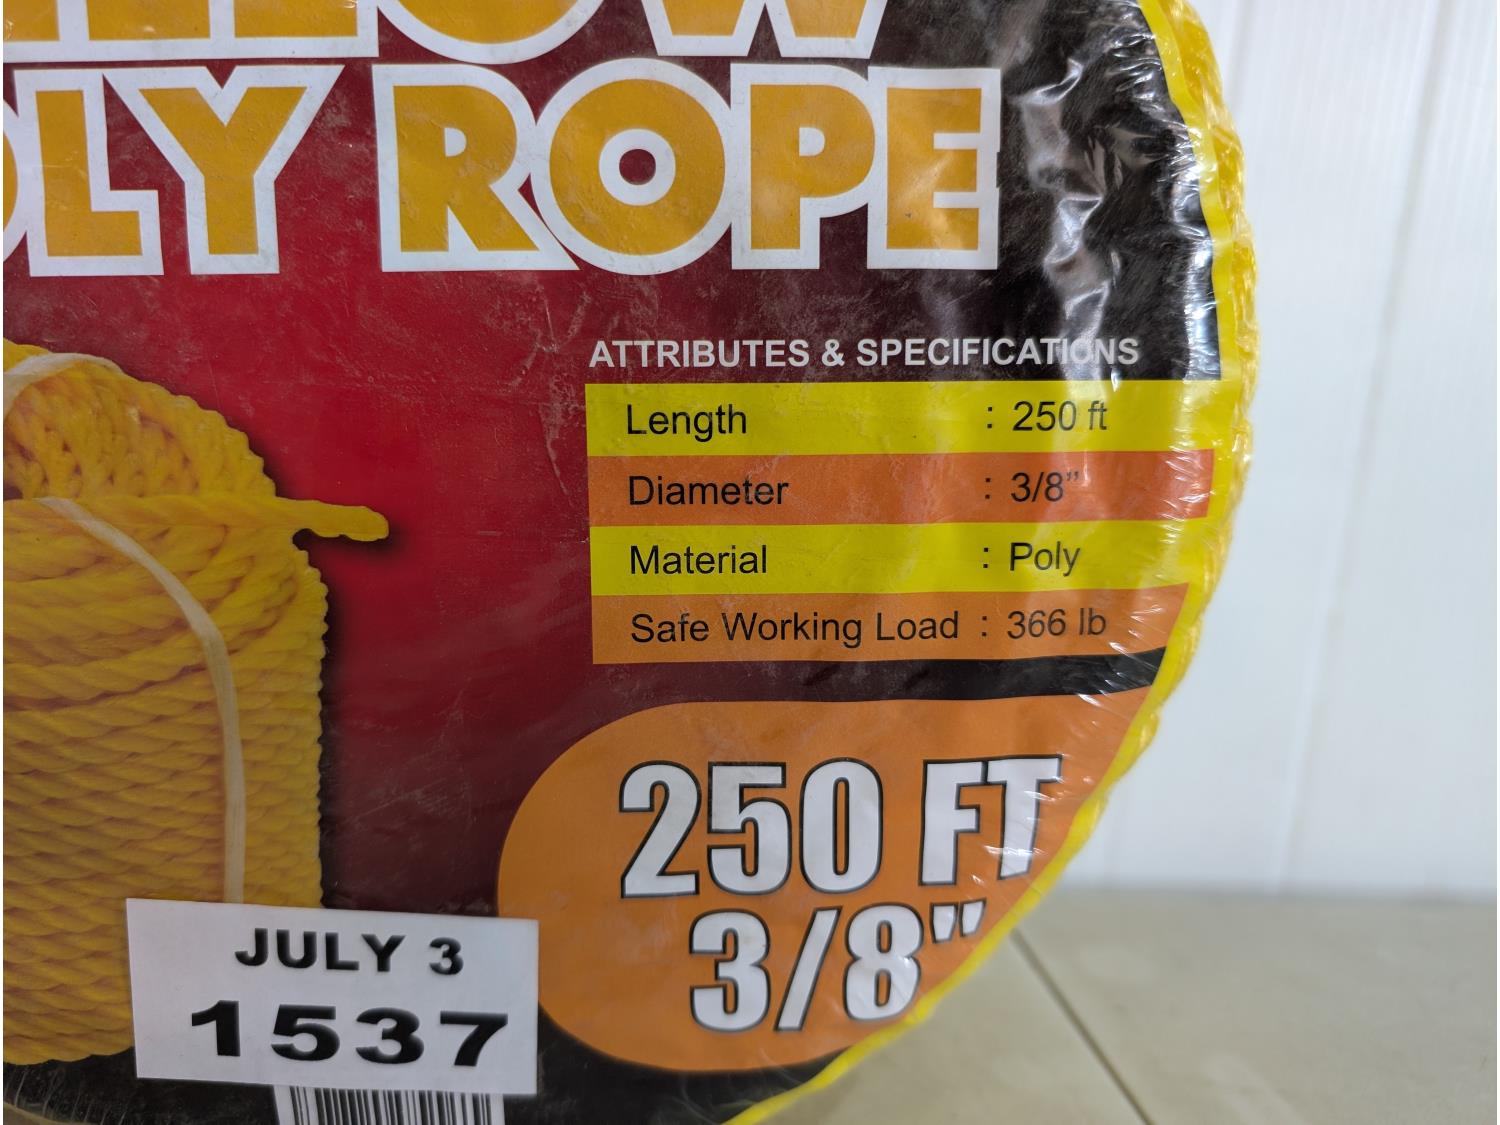 LLOW
OLY ROPE
ATTRIBUTES & SPECIFICATIONS
Length : 250 ft
Diameter : 3/8"
Material : Poly
Safe Working Load : 366 lb
250 FT
3/8"
JULY 3
1537